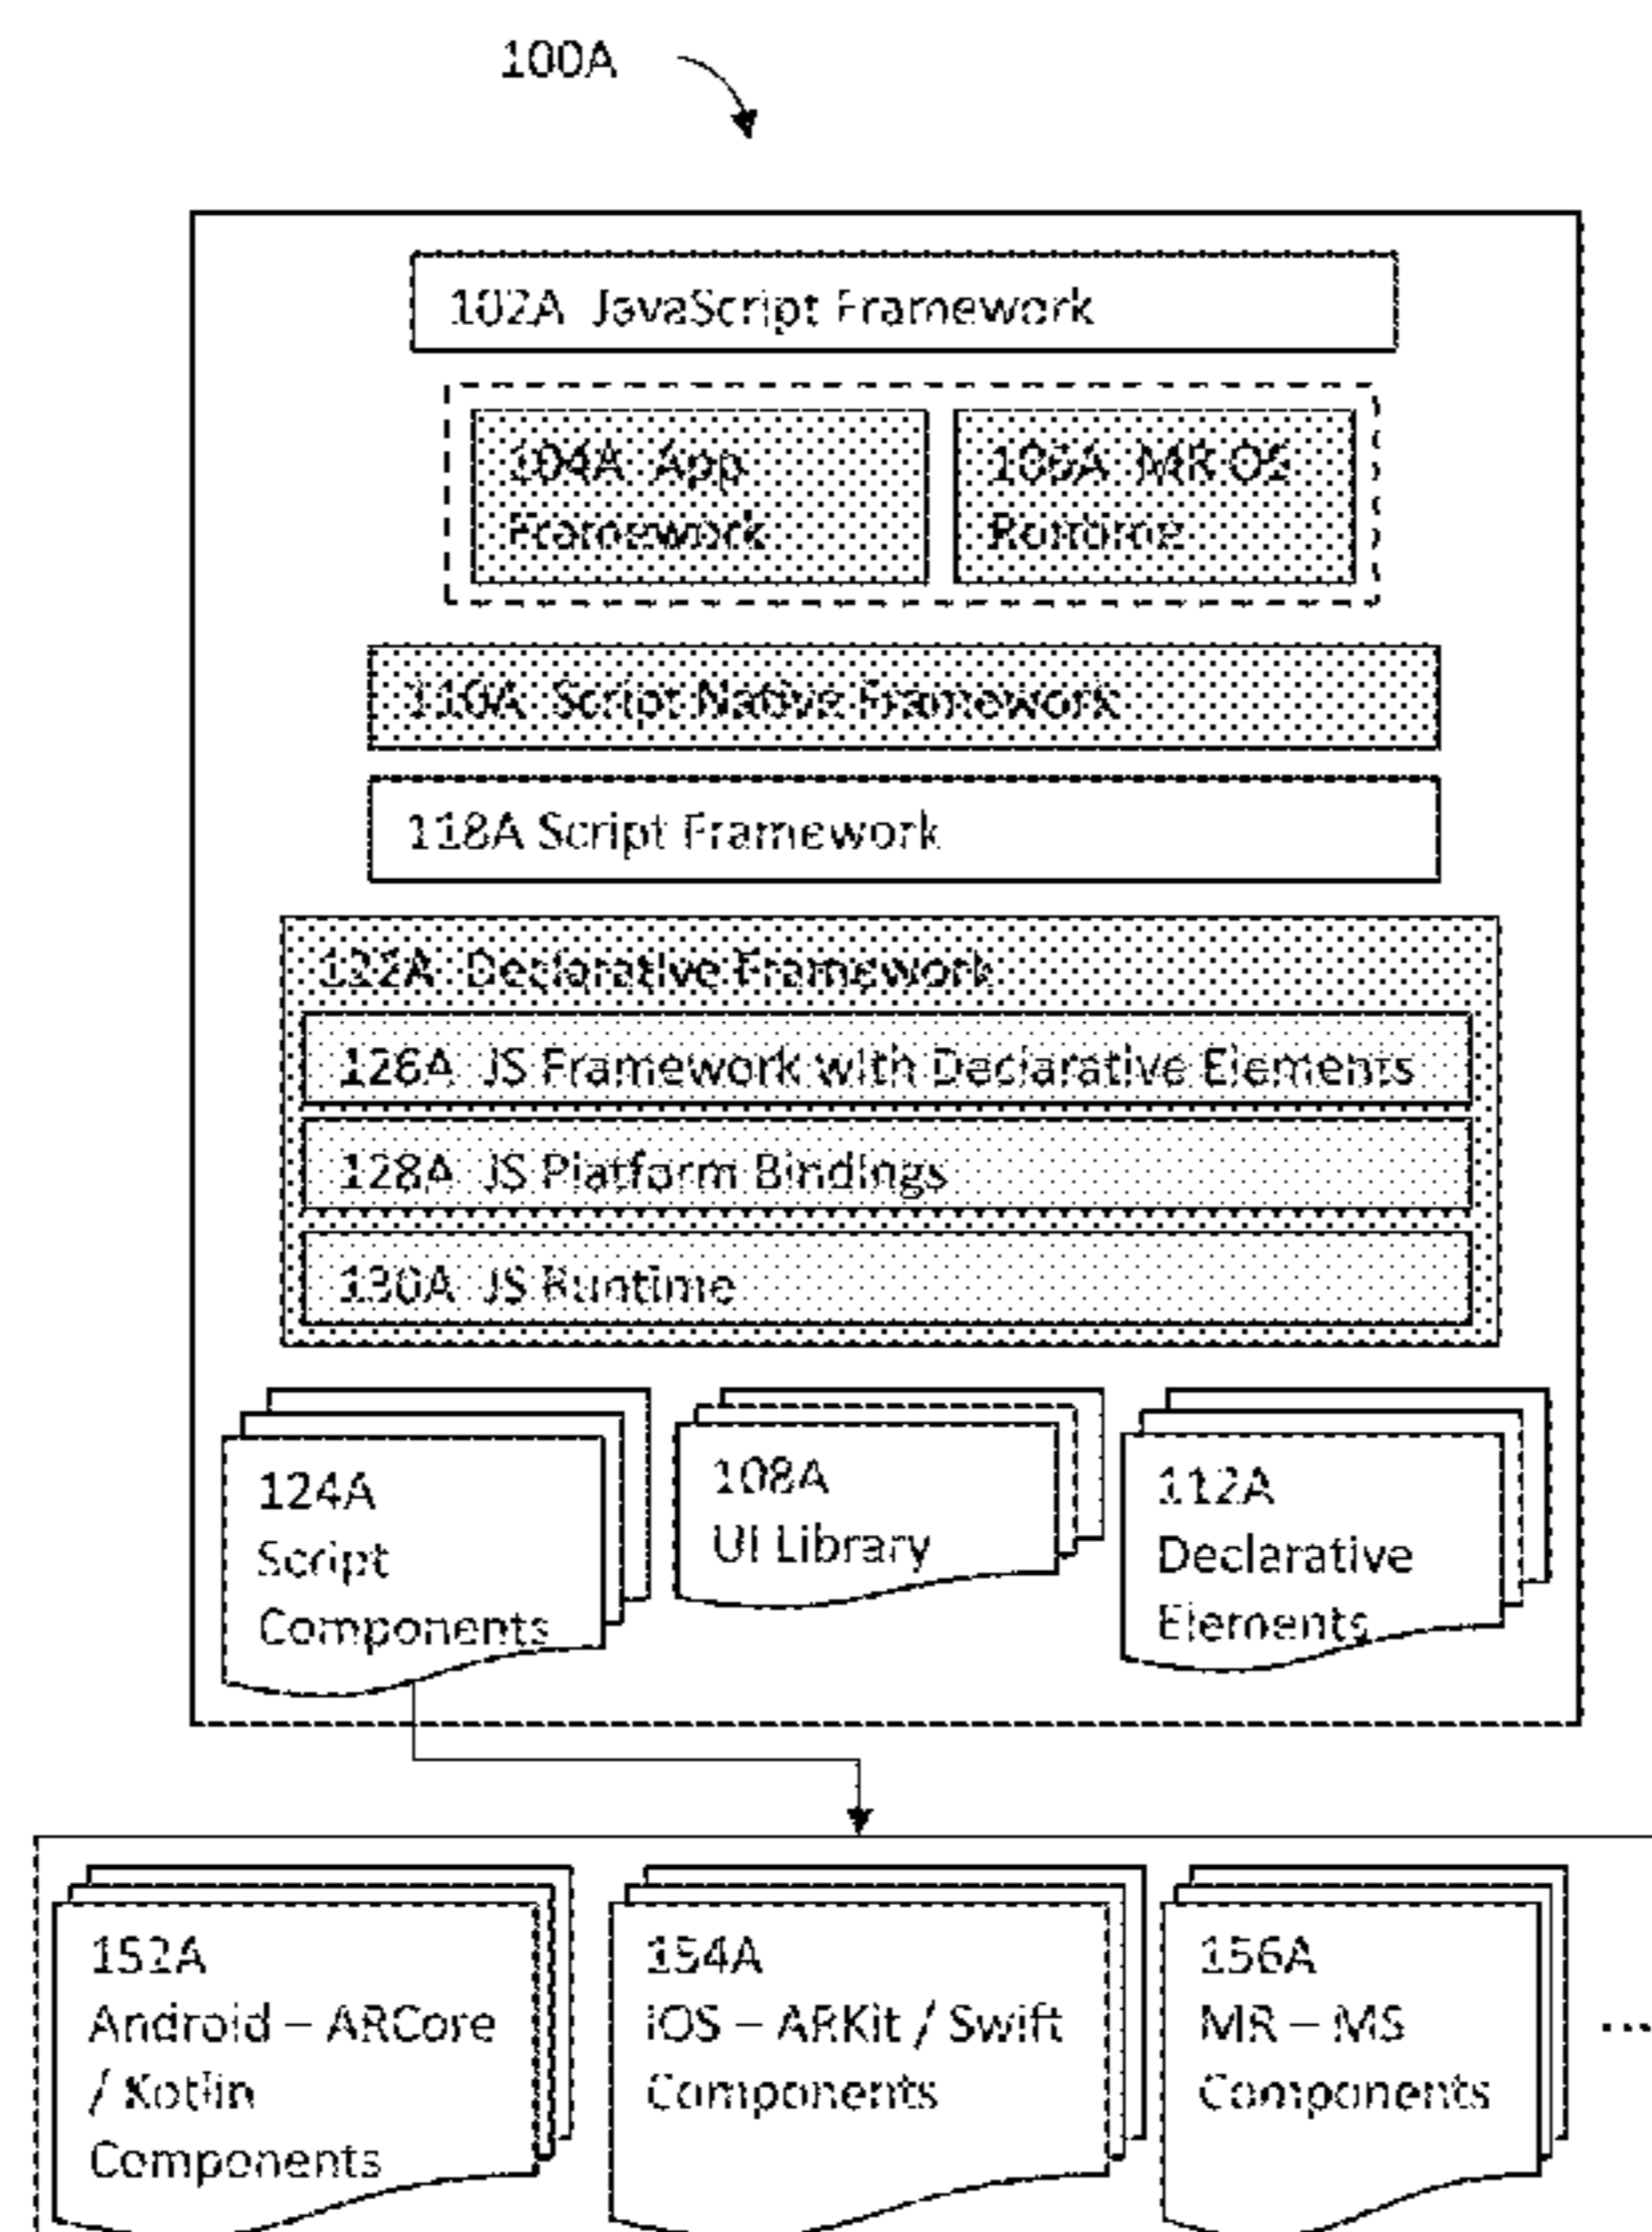 100A
102A JavaScript Framework
104A App
Framework
106A MR OS
Runtime
110A Script Native Framework
118A Script Framework
122A Declarative Framework
126A JS Framework with Declarative Elements
128A JS Platform Bindings
130A JS Runtime
124A
Script
Components
108A
UI Library
112A
Declarative
Elements
152A
Android – ARCore
/ Kotlin
Components
154A
iOS – ARKit / Swift
Components
156A
MR – MS
Components
...